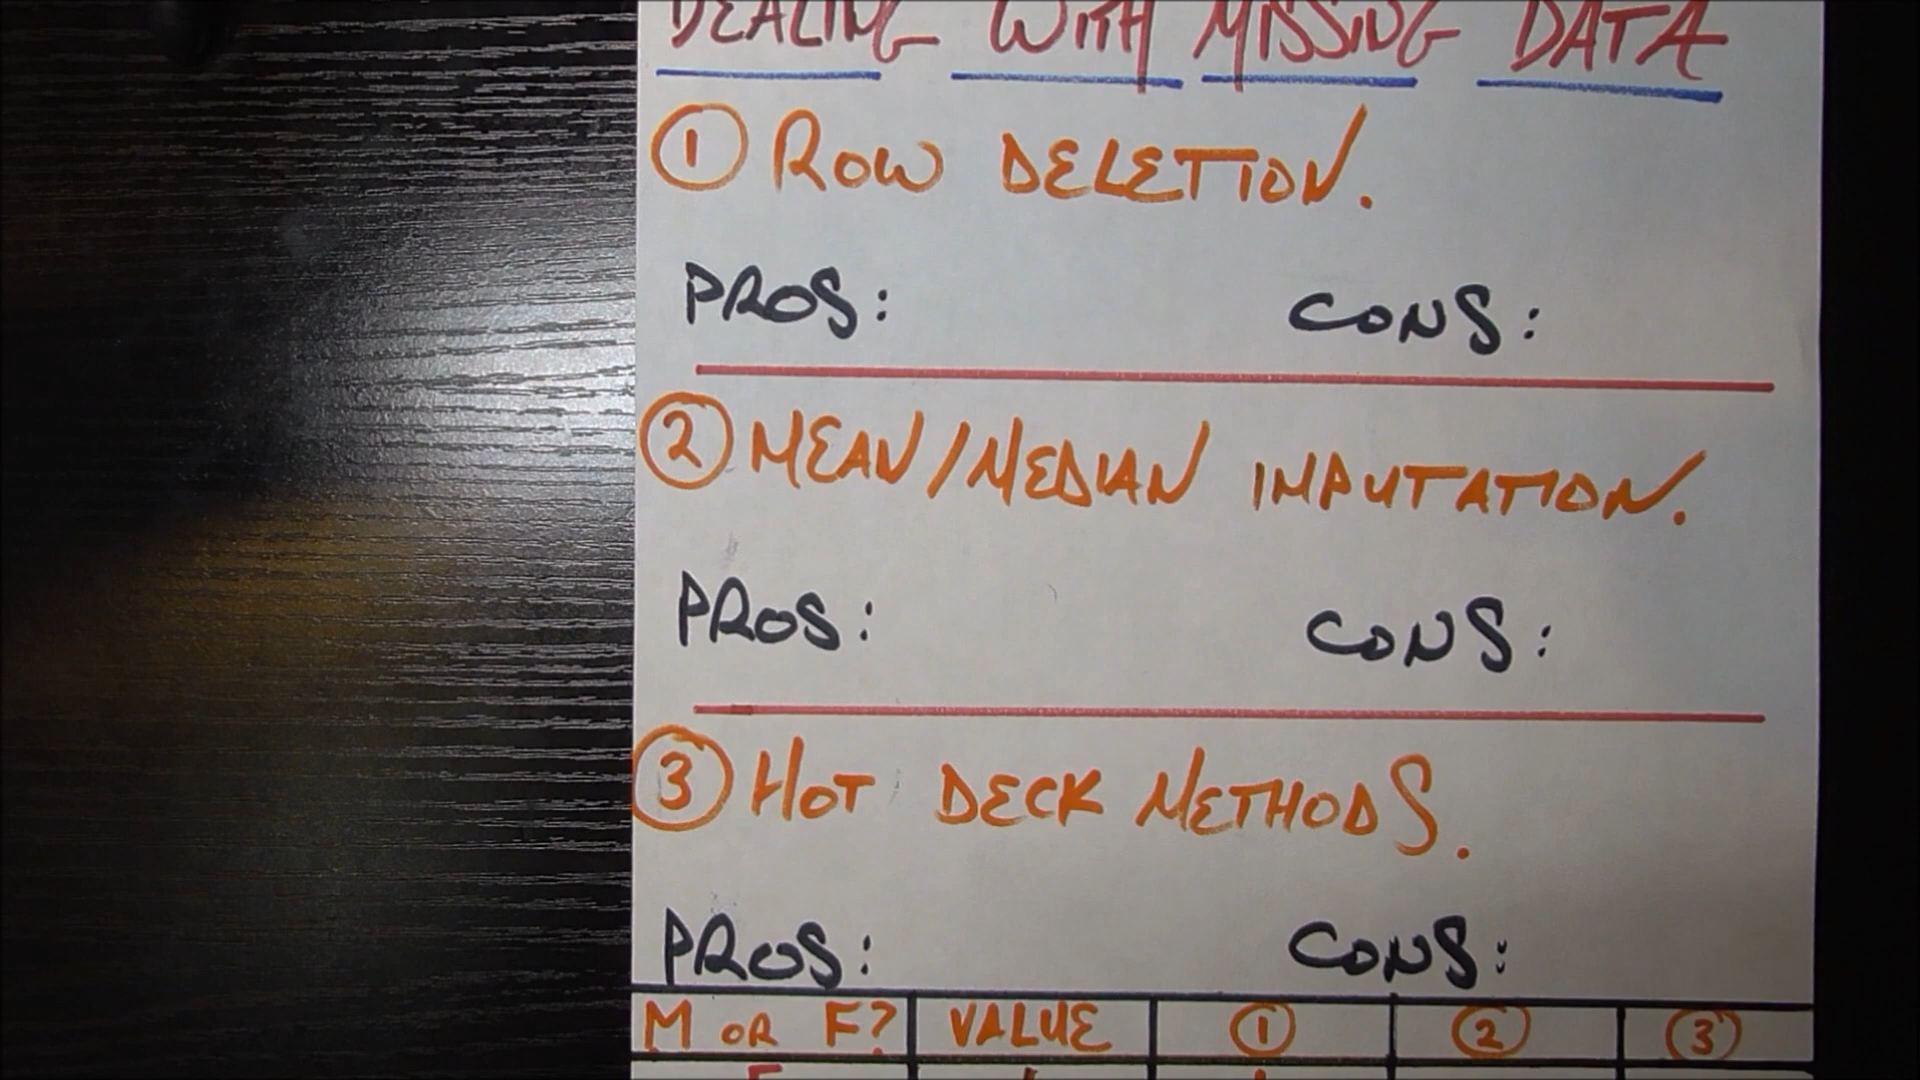 DEALING WITH MISSING DATA
1 ROW DELETION.
PROS: CONS:
2 MEAN/MEDIAN IMPUTATION.
PROS: CONS:
3 HOT DECK METHODS.
PROS: CONS:
M OR F? VALUE 1 2 3